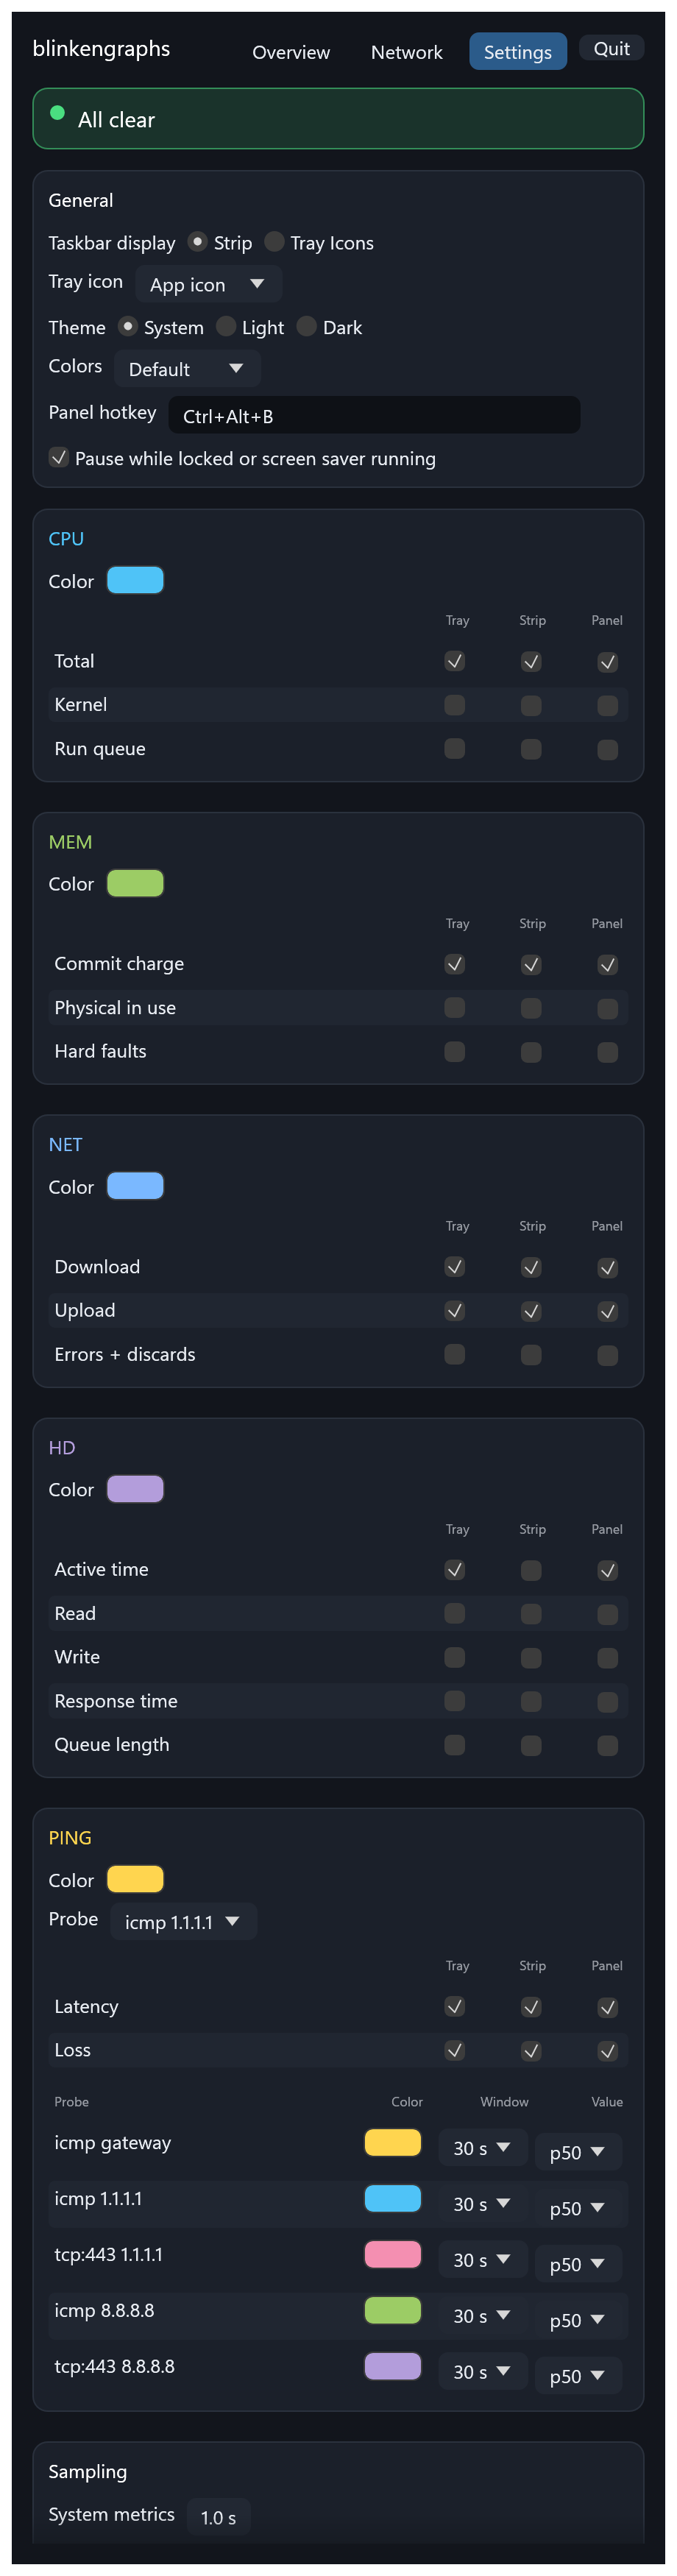 blinkengraphs Overview Network Settings Quit
All clear
General
Taskbar display Strip Tray Icons
Tray icon App icon
Theme System Light Dark
Colors Default
Panel hotkey Ctrl+Alt+B
Pause while locked or screen saver running
CPU
Color
Tray Strip Panel
Total
Kernel
Run queue
MEM
Color
Tray Strip Panel
Commit charge
Physical in use
Hard faults
NET
Color
Tray Strip Panel
Download
Upload
Errors + discards
HD
Color
Tray Strip Panel
Active time
Read
Write
Response time
Queue length
PING
Color
Probe icmp 1.1.1.1
Tray Strip Panel
Latency
Loss
Probe Color Window Value
icmp gateway 30 s p50
icmp 1.1.1.1 30 s p50
tcp:443 1.1.1.1 30 s p50
icmp 8.8.8.8 30 s p50
tcp:443 8.8.8.8 30 s p50
Sampling
System metrics 1.0 s